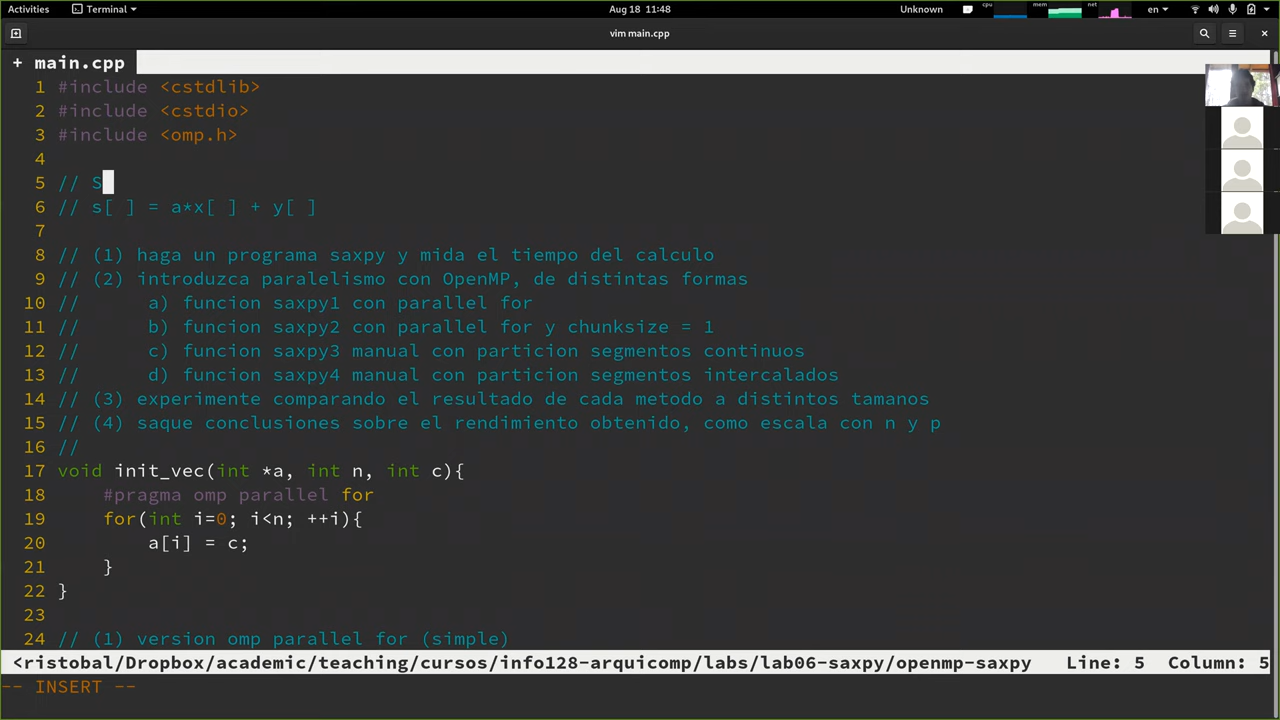 Activities Terminal Aug 18 11:48 Unknown cpu mem net en
vim main.cpp
+ main.cpp
1 #include <cstdlib>
2 #include <cstdio>
3 #include <omp.h>
4
5 // S
6 // s[ ] = a*x[ ] + y[ ]
7
8 // (1) haga un programa saxpy y mida el tiempo del calculo
9 // (2) introduzca paralelismo con OpenMP, de distintas formas
10 // a) funcion saxpy1 con parallel for
11 // b) funcion saxpy2 con parallel for y chunksize = 1
12 // c) funcion saxpy3 manual con particion segmentos continuos
13 // d) funcion saxpy4 manual con particion segmentos intercalados
14 // (3) experimente comparando el resultado de cada metodo a distintos tamanos
15 // (4) saque conclusiones sobre el rendimiento obtenido, como escala con n y p
16 //
17 void init_vec(int *a, int n, int c){
18 #pragma omp parallel for
19 for(int i=0; i<n; ++i){
20 a[i] = c;
21 }
22 }
23
24 // (1) version omp parallel for (simple)
<ristobal/Dropbox/academic/teaching/cursos/info128-arquicomp/labs/lab06-saxpy/openmp-saxpy Line: 5 Column: 5
-- INSERT --